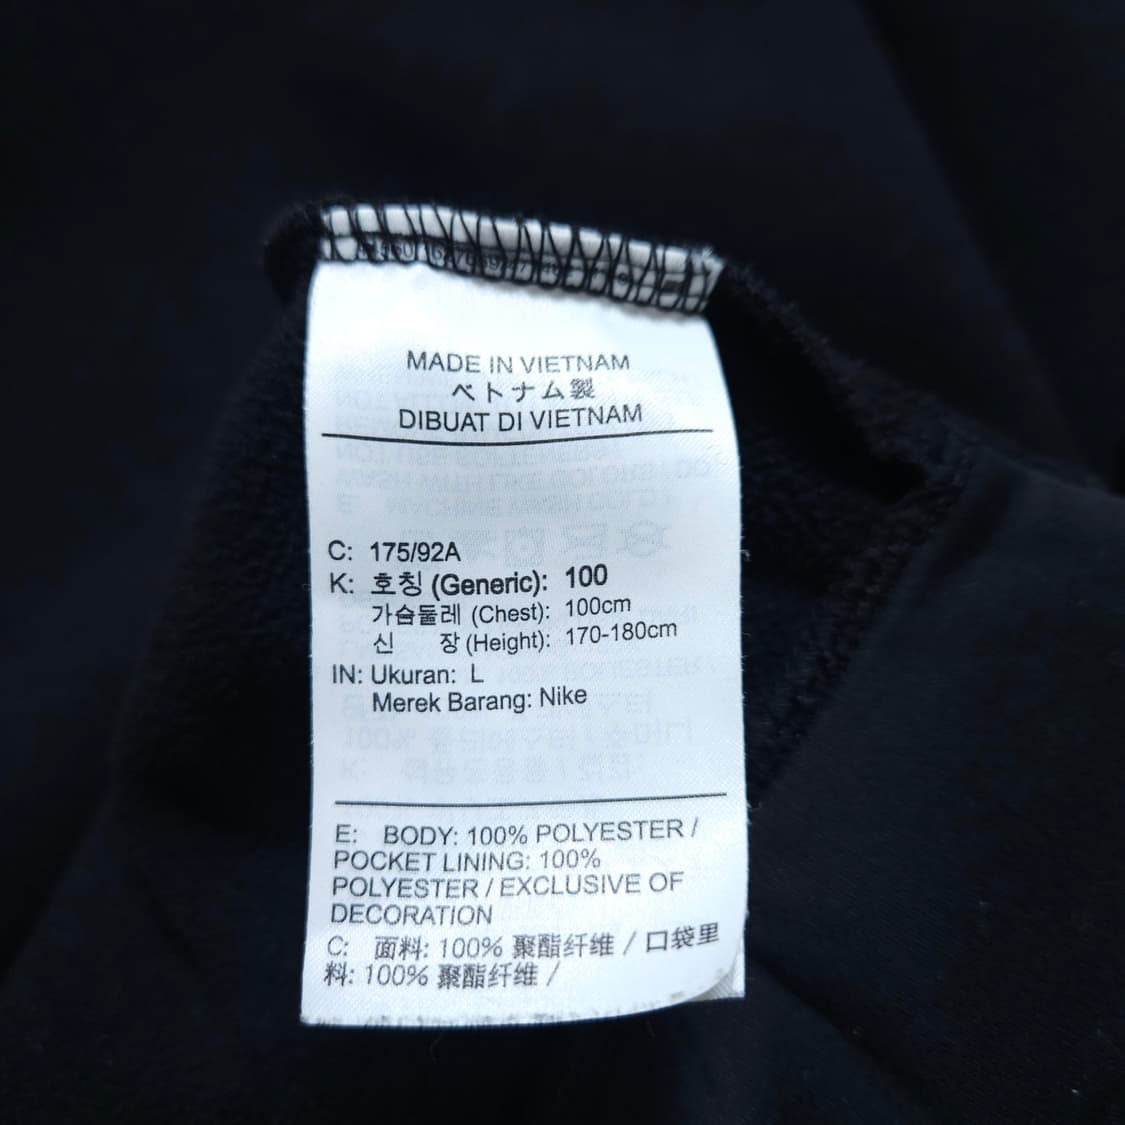 MADE IN VIETNAM
ベトナム製
DIBUAT DI VIETNAM
C: 175/92A
K: 호칭 (Generic): 100
가슴둘레 (Chest): 100cm
신 장 (Height): 170-180cm
IN: Ukuran: L
Merek Barang: Nike
E: BODY: 100% POLYESTER /
POCKET LINING: 100%
POLYESTER / EXCLUSIVE OF
DECORATION
C: 面料: 100% 聚酯纤维 / 口袋里
料: 100% 聚酯纤维 /